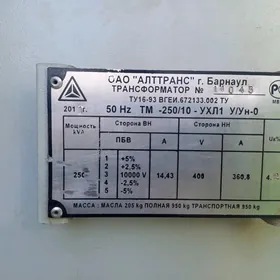 ОАО "АЛТТРАНС" г. Барнаул
ТРАНСФОРМАТОР №
ТУ16-93 ВГЕИ.672133.002 ТУ
201 г. 50 Hz ТМ -250/10 - УХЛ1 У/Ун-0
Мощность kVA Сторона ВН Сторона НН
ПБВ V A V A
1 +5%
2 +2,5%
250 3 10000 V 14,43 400 360,8
4 -2,5%
5 -5%
МАССА: МАСЛА 205 kg ПОЛНАЯ 950 kg ТРАНСПОРТНАЯ 950 kg